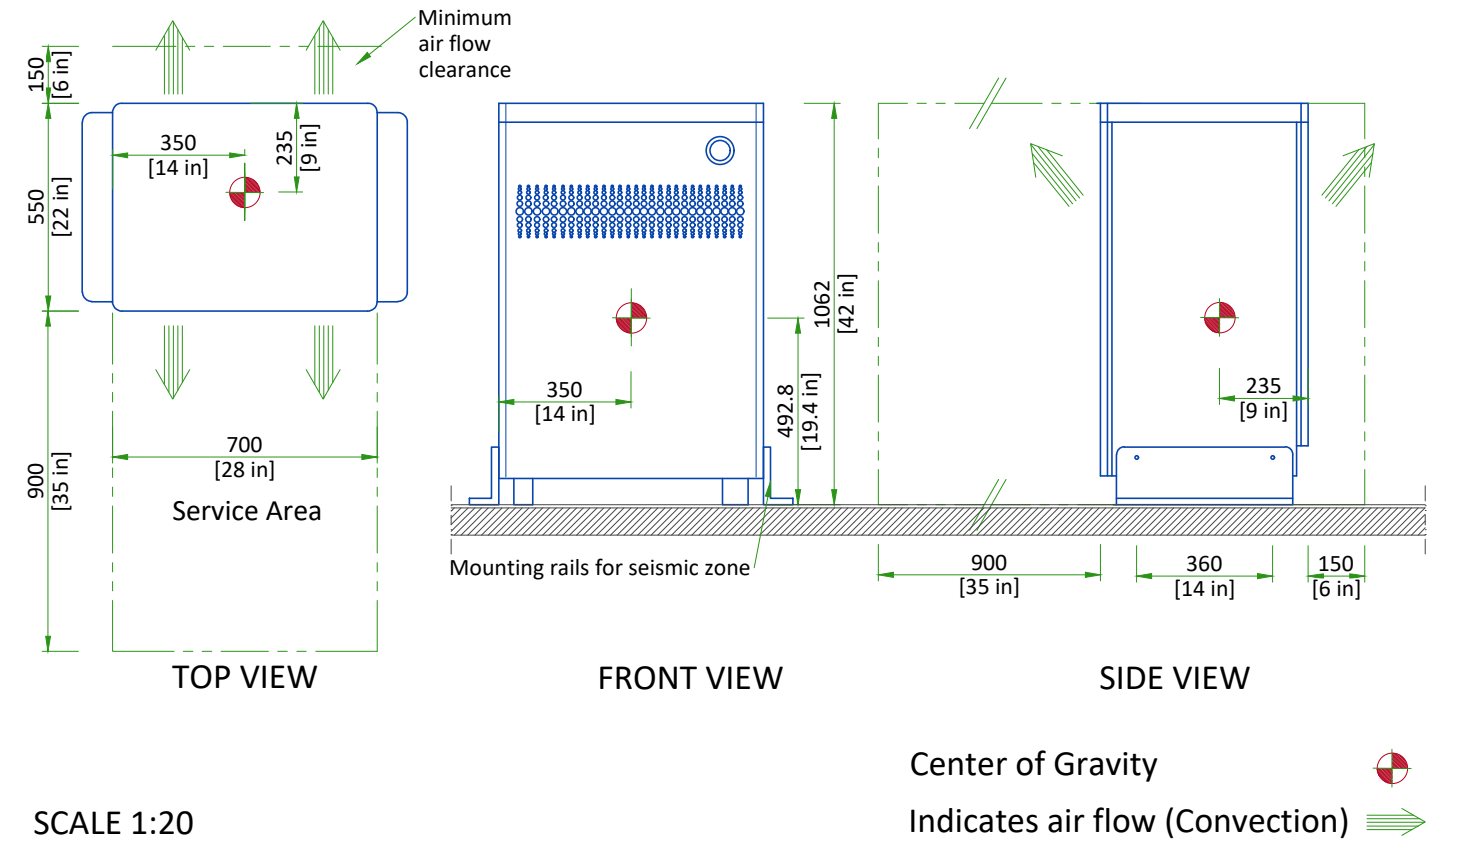 Minimum
air flow
clearance
150
[6 in]
350
[14 in]
235
[9 in]
550
[22 in]
900
[35 in]
700
[28 in]
Service Area
TOP VIEW
350
[14 in]
492.8
[19.4 in]
1062
[42 in]
Mounting rails for seismic zone
FRONT VIEW
235
[9 in]
900
[35 in]
360
[14 in]
150
[6 in]
SIDE VIEW
Center of Gravity
Indicates air flow (Convection)
SCALE 1:20